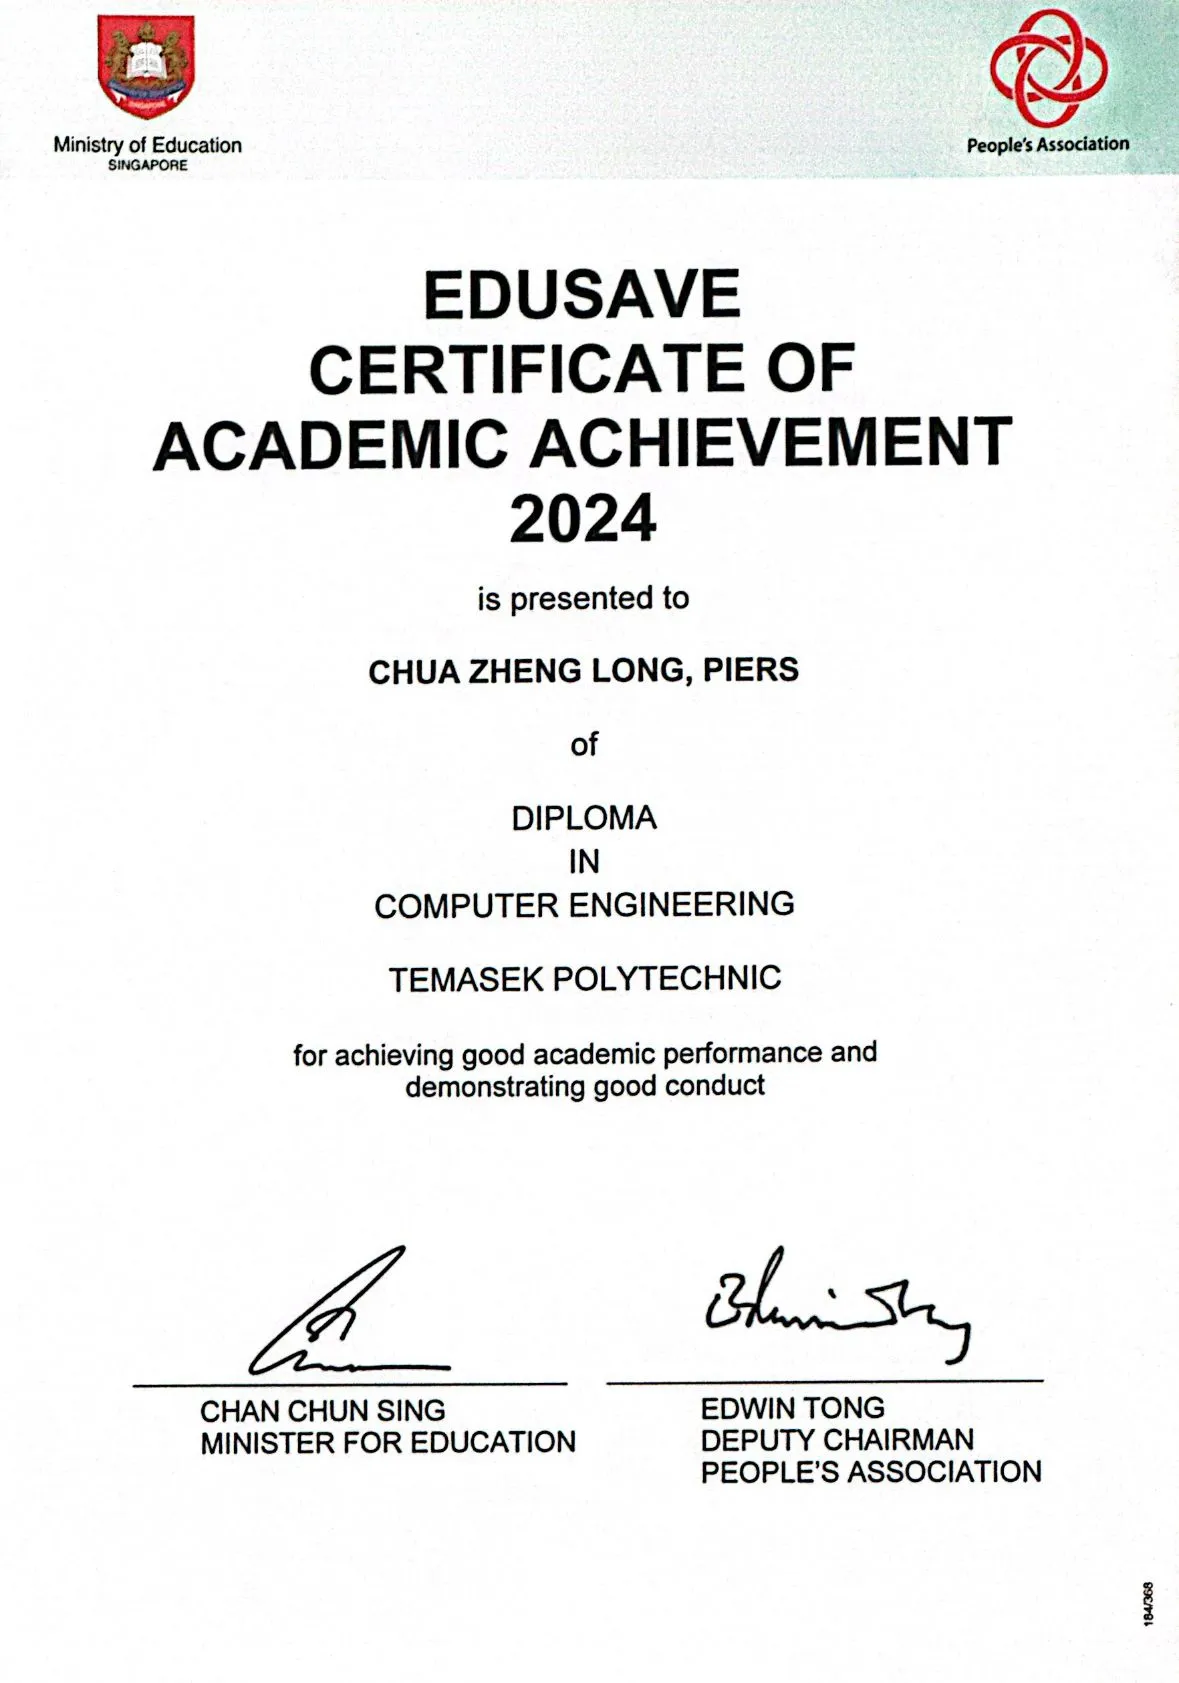 Ministry of Education
SINGAPORE
People's Association
EDUSAVE
CERTIFICATE OF
ACADEMIC ACHIEVEMENT
2024
is presented to
CHUA ZHENG LONG, PIERS
of
DIPLOMA
IN
COMPUTER ENGINEERING
TEMASEK POLYTECHNIC
for achieving good academic performance and
demonstrating good conduct
CHAN CHUN SING
MINISTER FOR EDUCATION
EDWIN TONG
DEPUTY CHAIRMAN
PEOPLE'S ASSOCIATION
184/368